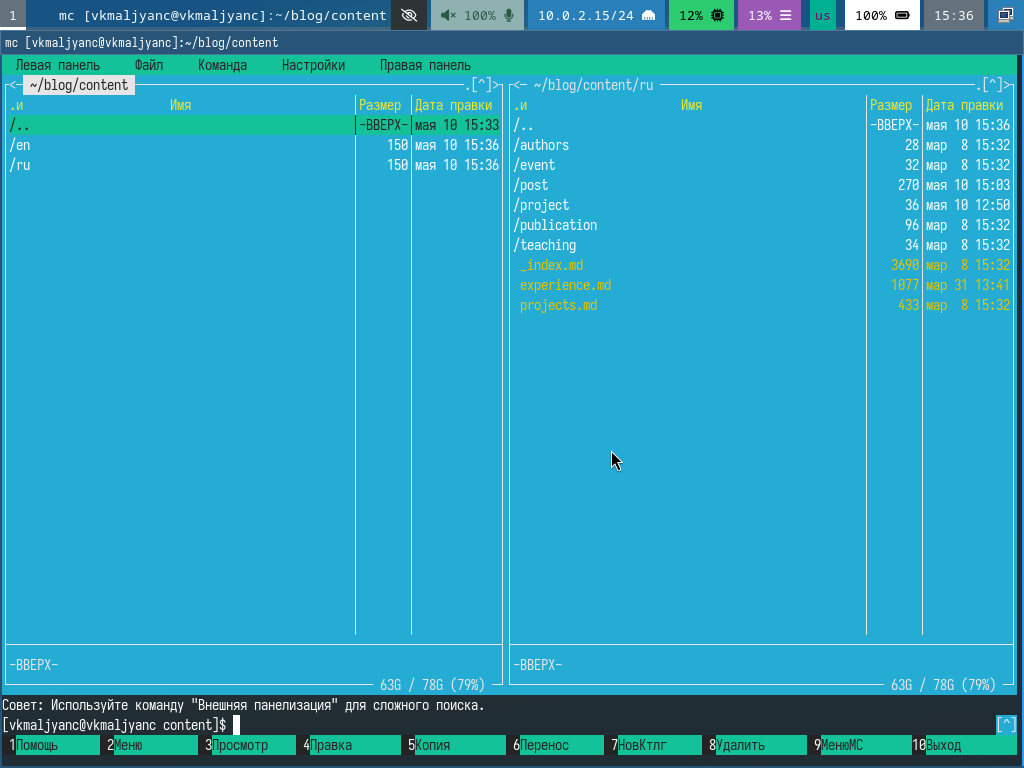 1 mc [vkmaljyanc@vkmaljyanc]:~/blog/content 100% 10.0.2.15/24 12% 13% us 100% 15:36
mc [vkmaljyanc@vkmaljyanc]:~/blog/content
Левая панель Файл Команда Настройки Правая панель
<─ ~/blog/content .[^]> <─ ~/blog/content/ru .[^]>
.и Имя Размер Дата правки .и Имя Размер Дата правки
/.. -ВВЕРХ- мая 10 15:33 /.. -ВВЕРХ- мая 10 15:36
/en 150 мая 10 15:36 /authors 28 мар 8 15:32
/ru 150 мая 10 15:36 /event 32 мар 8 15:32
/post 270 мая 10 15:03
/project 36 мая 10 12:50
/publication 96 мар 8 15:32
/teaching 34 мар 8 15:32
_index.md 3690 мар 8 15:32
experience.md 1077 мар 31 13:41
projects.md 433 мар 8 15:32
-ВВЕРХ- -ВВЕРХ-
63G / 78G (79%) 63G / 78G (79%)
Совет: Используйте команду "Внешняя панелизация" для сложного поиска.
[vkmaljyanc@vkmaljyanc content]$ [^]
1Помощь 2Меню 3Просмотр 4Правка 5Копия 6Перенос 7НовКтлг 8Удалить 9МенюМС 10Выход